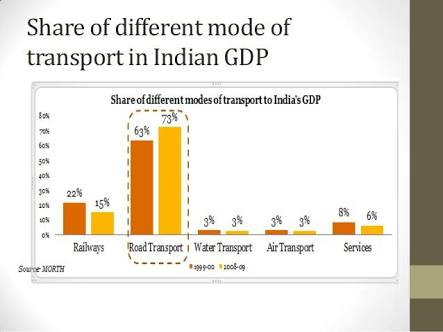 Share of different mode of
transport in Indian GDP
Share of different modes of transport to India's GDP
80%
70%
60%
50%
40%
30%
20%
10%
0%
22%
15%
63%
73%
3%
3%
3%
3%
8%
6%
Railways
Road Transport
Water Transport
Air Transport
Services
1999-00
2008-09
Source: MORTH